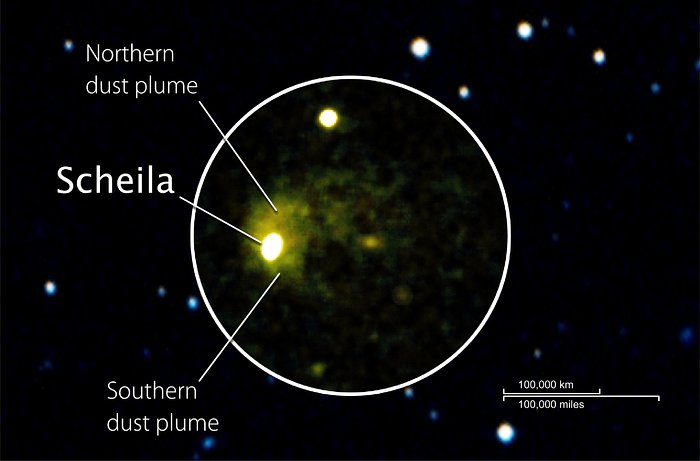 Northern
dust plume
Scheila
Southern
dust plume
100,000 km
100,000 miles